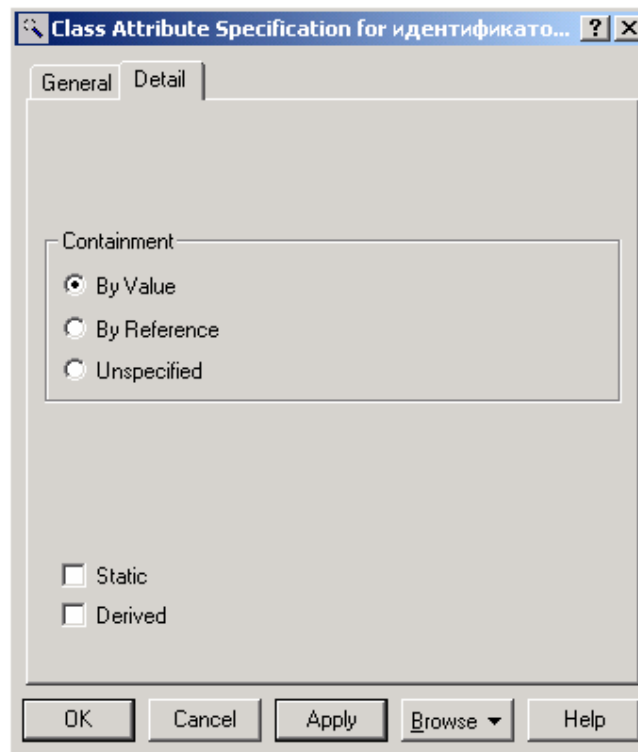 Class Attribute Specification for идентификато...
General Detail
Containment
By Value
By Reference
Unspecified
Static
Derived
OK Cancel Apply Browse Help